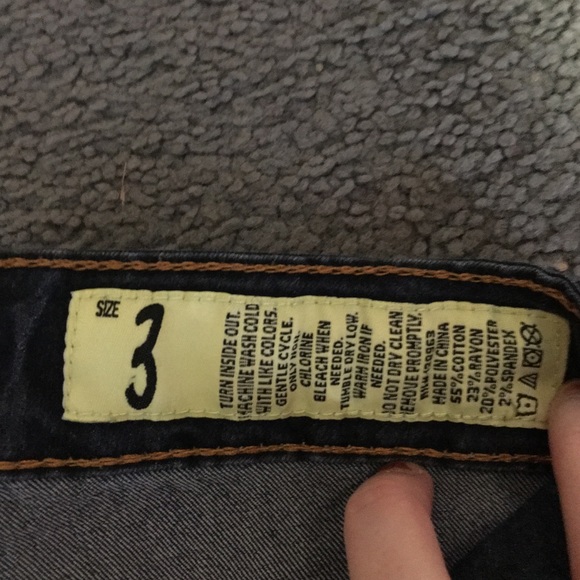 SIZE
3
TURN INSIDE OUT.
MACHINE WASH COLD
WITH LIKE COLORS.
GENTLE CYCLE.
ONLY
CHLORINE
BLEACH WHEN
NEEDED.
TUMBLE DRY LOW.
WARM IRON IF
NEEDED.
DO NOT DRY CLEAN
REMOVE PROMPTLY.
MADE IN CHINA
55% COTTON
23% RAYON
20% POLYESTER
2% SPANDEX